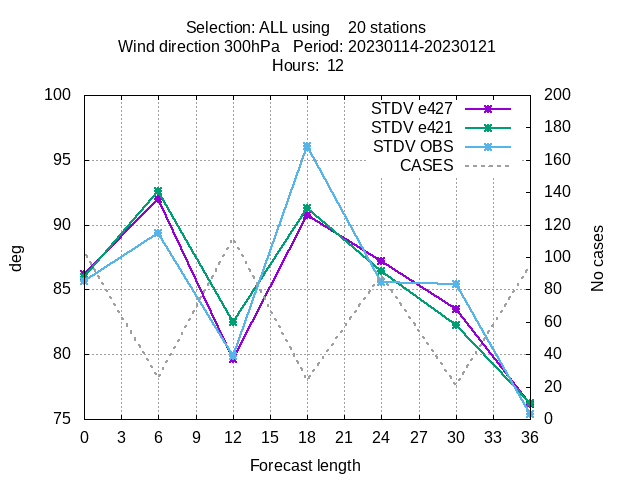 Selection: ALL using 20 stations
Wind direction 300hPa Period: 20230114-20230121
Hours: 12
100
95
90
85
80
75
200
180
160
140
120
100
80
60
40
20
0
STDV e427
STDV e421
STDV OBS
CASES
deg
No cases
0 3 6 9 12 15 18 21 24 27 30 33 36
Forecast length